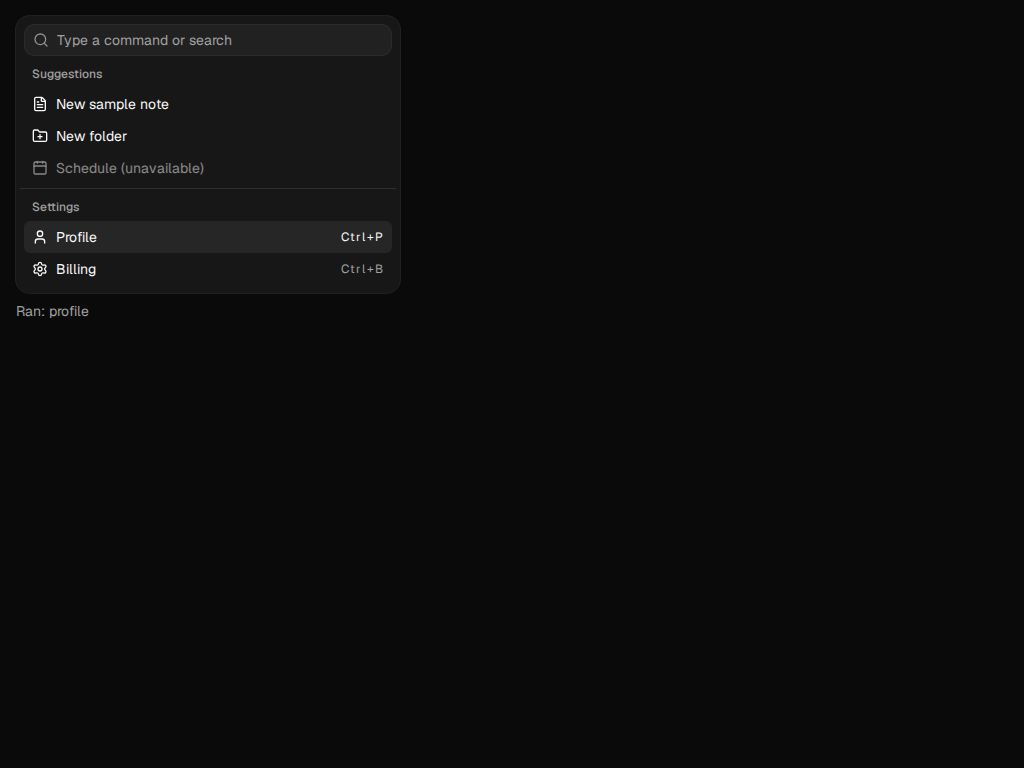 Type a command or search
Suggestions
New sample note
New folder
Schedule (unavailable)
Settings
Profile Ctrl+P
Billing Ctrl+B
Ran: profile